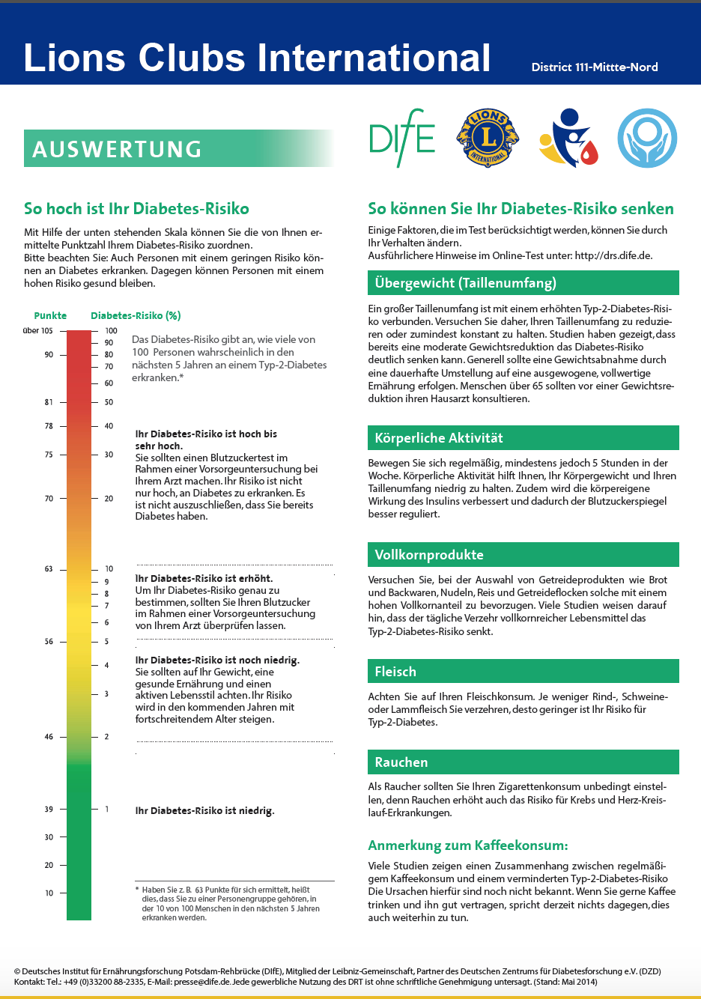 Lions Clubs International
District 111-Mittte-Nord
AUSWERTUNG
DIfE
LIONS
L
INTERNATIONAL
So hoch ist Ihr Diabetes-Risiko
Mit Hilfe der unten stehenden Skala können Sie die von Ihnen er-
mittelte Punktzahl Ihrem Diabetes-Risiko zuordnen.
Bitte beachten Sie: Auch Personen mit einem geringen Risiko kön-
nen an Diabetes erkranken. Dagegen können Personen mit einem
hohen Risiko gesund bleiben.
Punkte Diabetes-Risiko (%)
über 105 100
90
90 80
70
60
81 50
78 40
75 30
70 20
63 10
9
8
7
6
56 5
4
3
46 2
39 1
30
20
10
Das Diabetes-Risiko gibt an, wie viele von
100 Personen wahrscheinlich in den
nächsten 5 Jahren an einem Typ-2-Diabetes
erkranken.*
Ihr Diabetes-Risiko ist hoch bis
sehr hoch.
Sie sollten einen Blutzuckertest im
Rahmen einer Vorsorgeuntersuchung bei
Ihrem Arzt machen. Ihr Risiko ist nicht
nur hoch, an Diabetes zu erkranken. Es
ist nicht auszuschließen, dass Sie bereits
Diabetes haben.
Ihr Diabetes-Risiko ist erhöht.
Um Ihr Diabetes-Risiko genau zu
bestimmen, sollten Sie Ihren Blutzucker
im Rahmen einer Vorsorgeuntersuchung
von Ihrem Arzt überprüfen lassen.
Ihr Diabetes-Risiko ist noch niedrig.
Sie sollten auf Ihr Gewicht, eine
gesunde Ernährung und einen
aktiven Lebensstil achten. Ihr Risiko
wird in den kommenden Jahren mit
fortschreitendem Alter steigen.
Ihr Diabetes-Risiko ist niedrig.
* Haben Sie z. B. 63 Punkte für sich ermittelt, heißt
dies, dass Sie zu einer Personengruppe gehören, in
der 10 von 100 Menschen in den nächsten 5 Jahren
erkranken werden.
So können Sie Ihr Diabetes-Risiko senken
Einige Faktoren, die im Test berücksichtigt werden, können Sie durch
Ihr Verhalten ändern.
Ausführlichere Hinweise im Online-Test unter: http://drs.dife.de.
Übergewicht (Taillenumfang)
Ein großer Taillenumfang ist mit einem erhöhten Typ-2-Diabetes-Risi-
ko verbunden. Versuchen Sie daher, Ihren Taillenumfang zu reduzie-
ren oder zumindest konstant zu halten. Studien haben gezeigt, dass
bereits eine moderate Gewichtsreduktion das Diabetes-Risiko
deutlich senken kann. Generell sollte eine Gewichtsabnahme durch
eine dauerhafte Umstellung auf eine ausgewogene, vollwertige
Ernährung erfolgen. Menschen über 65 sollten vor einer Gewichtsre-
duktion ihren Hausarzt konsultieren.
Körperliche Aktivität
Bewegen Sie sich regelmäßig, mindestens jedoch 5 Stunden in der
Woche. Körperliche Aktivität hilft Ihnen, Ihr Körpergewicht und Ihren
Taillenumfang niedrig zu halten. Zudem wird die körpereigene
Wirkung des Insulins verbessert und dadurch der Blutzuckerspiegel
besser reguliert.
Vollkornprodukte
Versuchen Sie, bei der Auswahl von Getreideprodukten wie Brot
und Backwaren, Nudeln, Reis und Getreideflocken solche mit einem
hohen Vollkornanteil zu bevorzugen. Viele Studien weisen darauf
hin, dass der tägliche Verzehr vollkornreicher Lebensmittel das
Typ-2-Diabetes-Risiko senkt.
Fleisch
Achten Sie auf Ihren Fleischkonsum. Je weniger Rind-, Schweine-
oder Lammfleisch Sie verzehren, desto geringer ist Ihr Risiko für
Typ-2-Diabetes.
Rauchen
Als Raucher sollten Sie Ihren Zigarettenkonsum unbedingt einstel-
len, denn Rauchen erhöht auch das Risiko für Krebs und Herz-Kreis-
lauf-Erkrankungen.
Anmerkung zum Kaffeekonsum:
Viele Studien zeigen einen Zusammenhang zwischen regelmäßi-
gem Kaffeekonsum und einem verminderten Typ-2-Diabetes-Risiko
Die Ursachen hierfür sind noch nicht bekannt. Wenn Sie gerne Kaffee
trinken und ihn gut vertragen, spricht derzeit nichts dagegen, dies
auch weiterhin zu tun.
© Deutsches Institut für Ernährungsforschung Potsdam-Rehbrücke (DIfE), Mitglied der Leibniz-Gemeinschaft, Partner des Deutschen Zentrums für Diabetesforschung e.V. (DZD)
Kontakt: Tel.: +49 (0)33200 88-2335, E-Mail: presse@dife.de. Jede gewerbliche Nutzung des DRT ist ohne schriftliche Genehmigung untersagt. (Stand: Mai 2014)